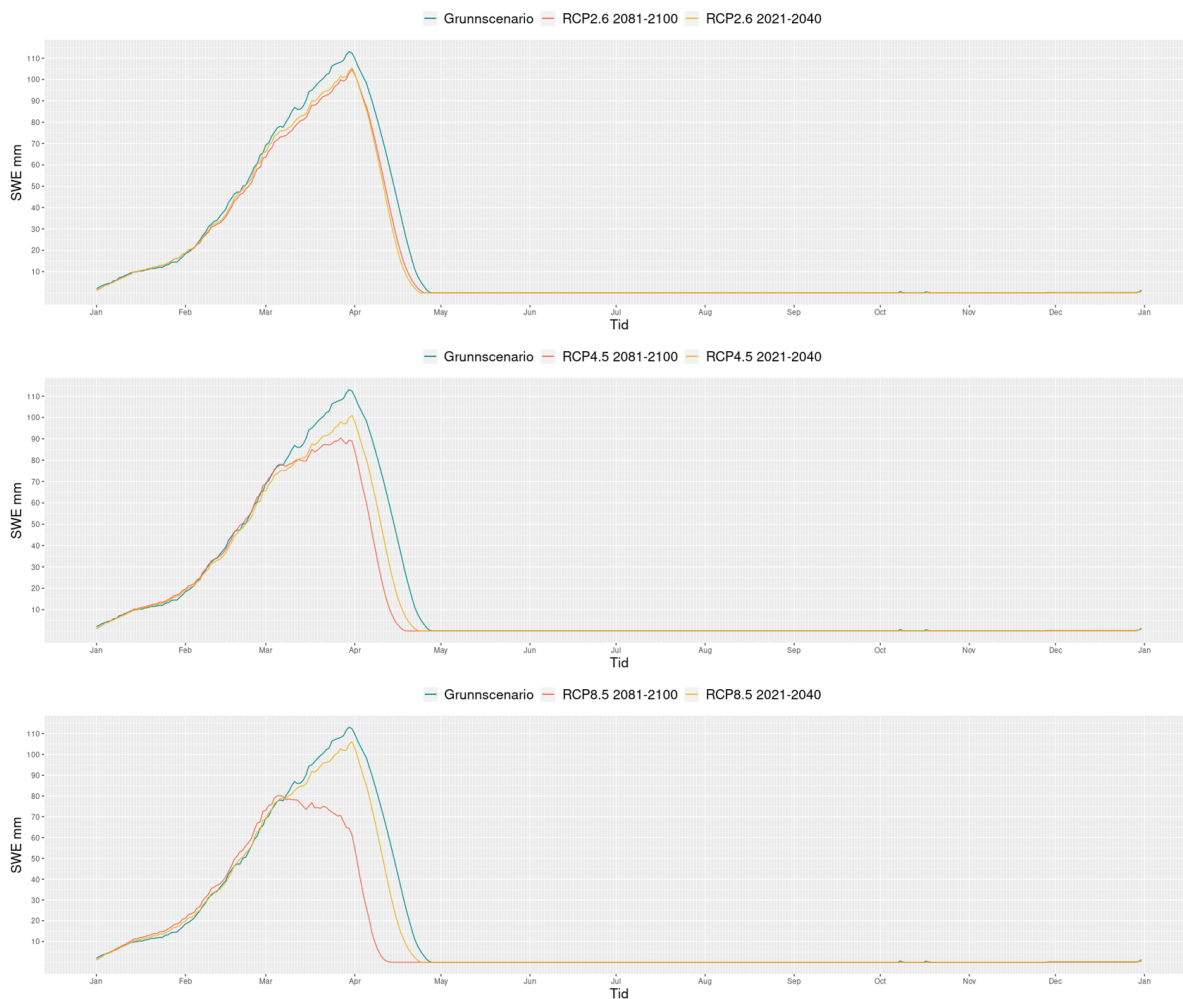 Grunnscenario RCP2.6 2081-2100 RCP2.6 2021-2040
SWE mm
110
100
90
80
70
60
50
40
30
20
10
Jan Feb Mar Apr May Jun Jul Aug Sep Oct Nov Dec Jan
Tid
Grunnscenario RCP4.5 2081-2100 RCP4.5 2021-2040
SWE mm
110
100
90
80
70
60
50
40
30
20
10
Jan Feb Mar Apr May Jun Jul Aug Sep Oct Nov Dec Jan
Tid
Grunnscenario RCP8.5 2081-2100 RCP8.5 2021-2040
SWE mm
110
100
90
80
70
60
50
40
30
20
10
Jan Feb Mar Apr May Jun Jul Aug Sep Oct Nov Dec Jan
Tid